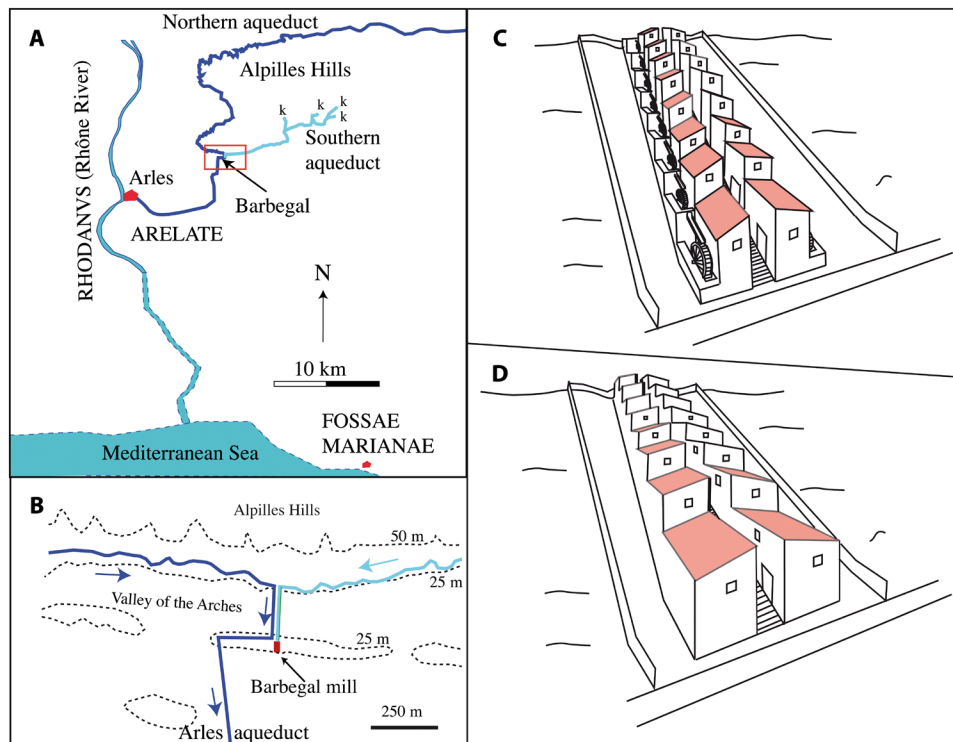 A
Northern aqueduct
Alpilles Hills
k
k
k
k
Southern
aqueduct
RHODANVS (Rhône River)
Arles
Barbegal
ARELATE
N
10 km
FOSSAE
MARIANAE
Mediterranean Sea
B
Alpilles Hills
50 m
25 m
Valley of the Arches
25 m
Barbegal mill
250 m
Arles aqueduct
C
D